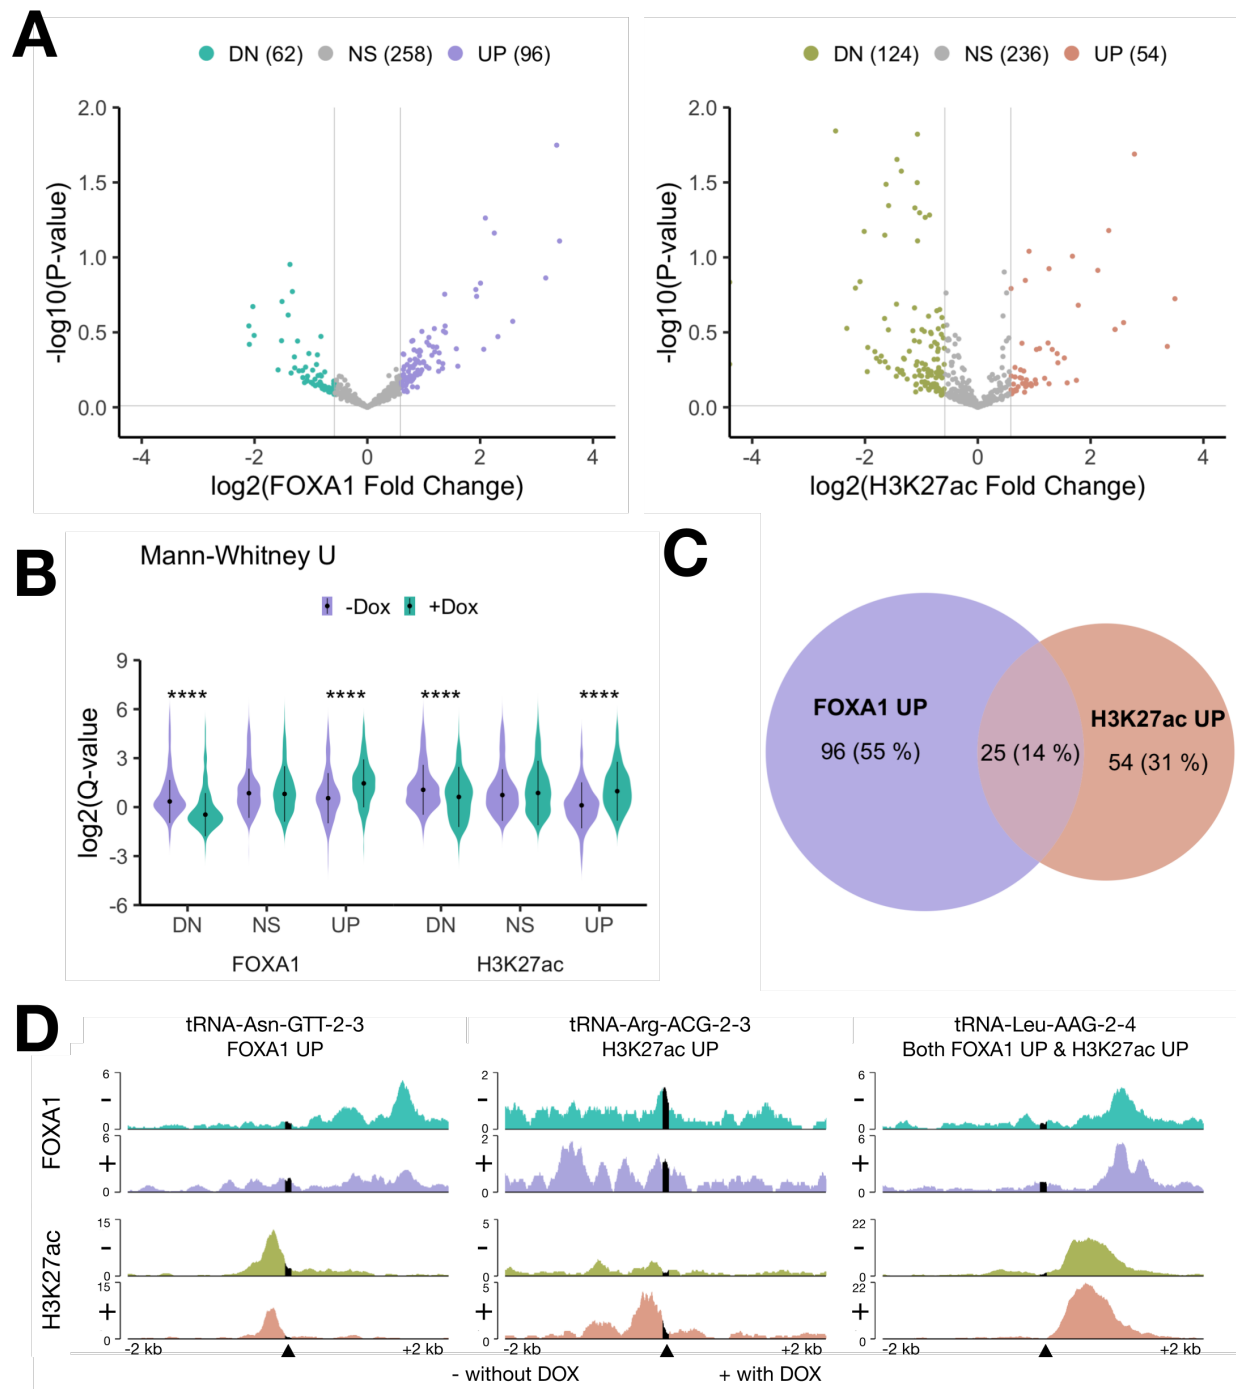 A
DN (62) NS (258) UP (96)
2.0
1.5
1.0
0.5
0.0
-log10(P-value)
-4 -2 0 2 4
log2(FOXA1 Fold Change)
DN (124) NS (236) UP (54)
2.0
1.5
1.0
0.5
0.0
-log10(P-value)
-4 -2 0 2 4
log2(H3K27ac Fold Change)
B
Mann-Whitney U
-Dox +Dox
9
6
3
0
-3
-6
log2(Q-value
**** **** **** ****
DN NS UP DN NS UP
FOXA1 H3K27ac
C
FOXA1 UP
96 (55 %)
25 (14 %)
H3K27ac UP
54 (31 %)
D
tRNA-Asn-GTT-2-3
FOXA1 UP
tRNA-Arg-ACG-2-3
H3K27ac UP
tRNA-Leu-AAG-2-4
Both FOXA1 UP & H3K27ac UP
FOXA1
6 2 6
- - -
0 0 0
6 2 6
+ + +
0 0 0
H3K27ac
15 5 22
- - -
0 0 0
15 5 22
+ + +
0 0 0
-2 kb +2 kb -2 kb +2 kb -2 kb +2 kb
- without DOX + with DOX